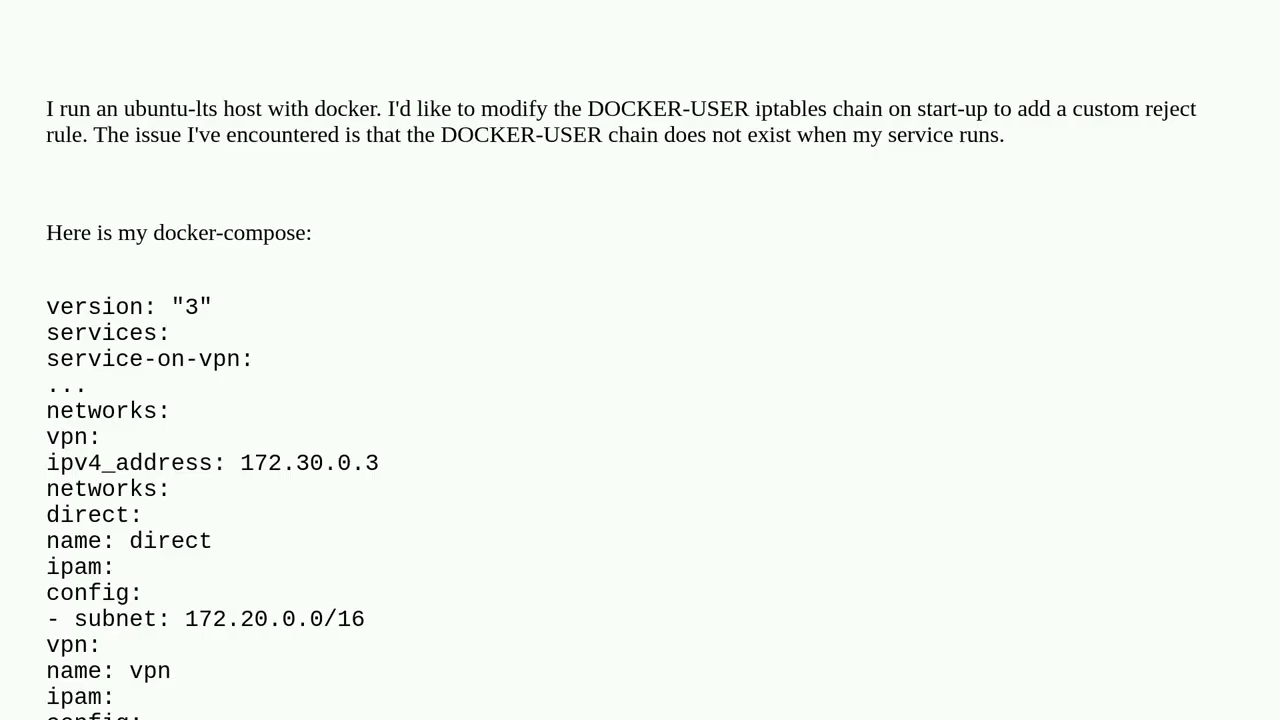 I run an ubuntu-lts host with docker. I'd like to modify the DOCKER-USER iptables chain on start-up to add a custom reject
rule. The issue I've encountered is that the DOCKER-USER chain does not exist when my service runs.
Here is my docker-compose:
version: "3"
services:
service-on-vpn:
...
networks:
vpn:
ipv4_address: 172.30.0.3
networks:
direct:
name: direct
ipam:
config:
- subnet: 172.20.0.0/16
vpn:
name: vpn
ipam:
config: